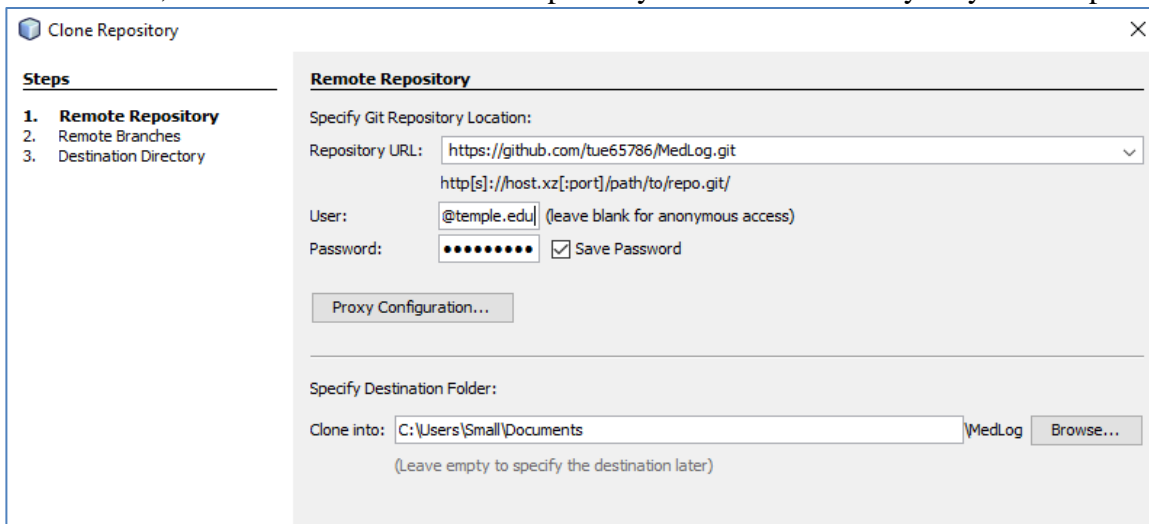 Clone Repository
Steps
1. Remote Repository
2. Remote Branches
3. Destination Directory
Remote Repository
Specify Git Repository Location:
Repository URL: https://github.com/tue65786/MedLog.git
http[s]://host.xz[:port]/path/to/repo.git/
User: @temple.edu (leave blank for anonymous access)
Password: ●●●●●●●●● Save Password
Proxy Configuration...
Specify Destination Folder:
Clone into: C:\Users\Small\Documents \MedLog Browse...
(Leave empty to specify the destination later)